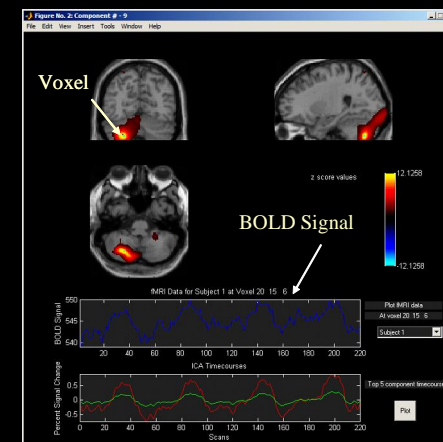 Figure No. 2: Component # - 9
File Edit View Insert Tools Window Help
Voxel
z score values
12.1258
-12.1258
BOLD Signal
fMRI Data for Subject 1 at Voxel 20 15 6
BOLD Signal
550
545
540
20 40 60 80 100 120 140 160 180 200 220
Plot fMRI data
At voxel 20 15 6
Subject 1
ICA Timecourses
Percent Signal Change
0.5
0
-0.5
0 20 40 60 80 100 120 140 160 180 200 220
Scans
Top 5 component timecourses
Plot